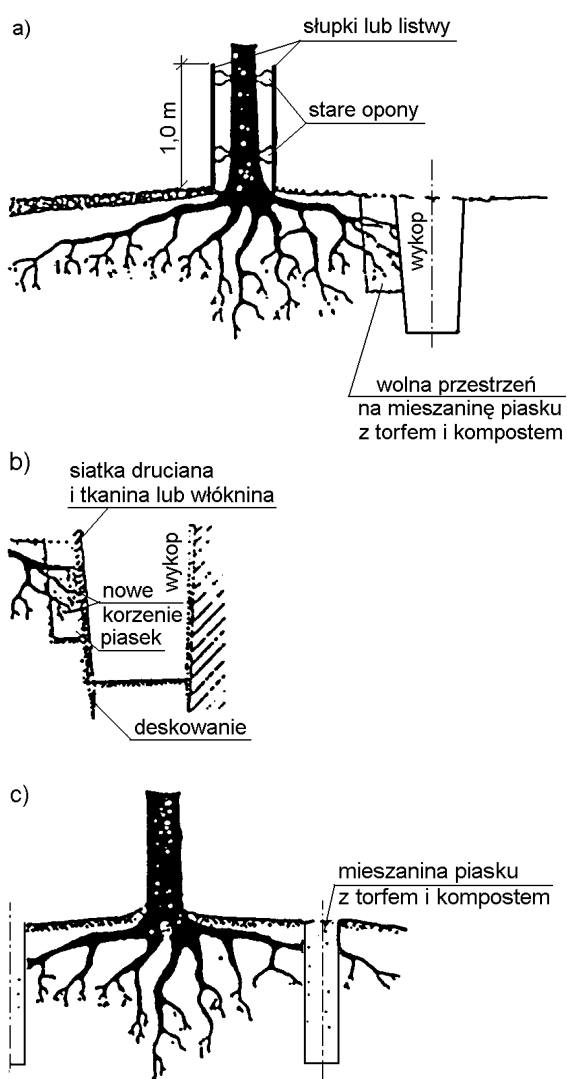 a)
słupki lub listwy
stare opony
1,0 m
wykop
wolna przestrzeń
na mieszaninę piasku
z torfem i kompostem
b)
siatka druciana
i tkanina lub włóknina
wykop
nowe
korzenie
piasek
deskowanie
c)
mieszanina piasku
z torfem i kompostem